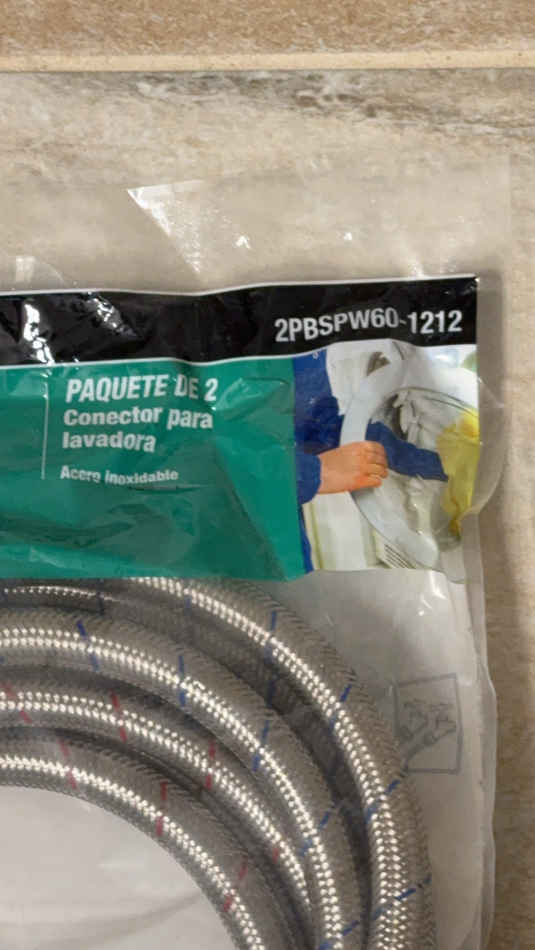 2PBSPW60-1212
PAQUETE DE 2
Conector para
lavadora
Acero inoxidable